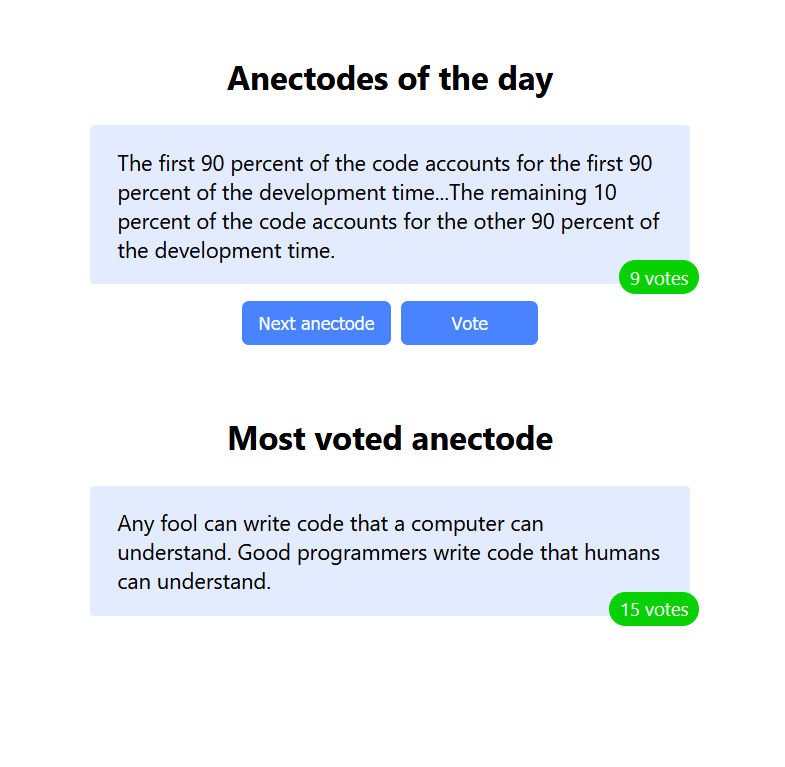 Anectodes of the day
The first 90 percent of the code accounts for the first 90
percent of the development time...The remaining 10
percent of the code accounts for the other 90 percent of
the development time.
9 votes
Next anectode
Vote
Most voted anectode
Any fool can write code that a computer can
understand. Good programmers write code that humans
can understand.
15 votes